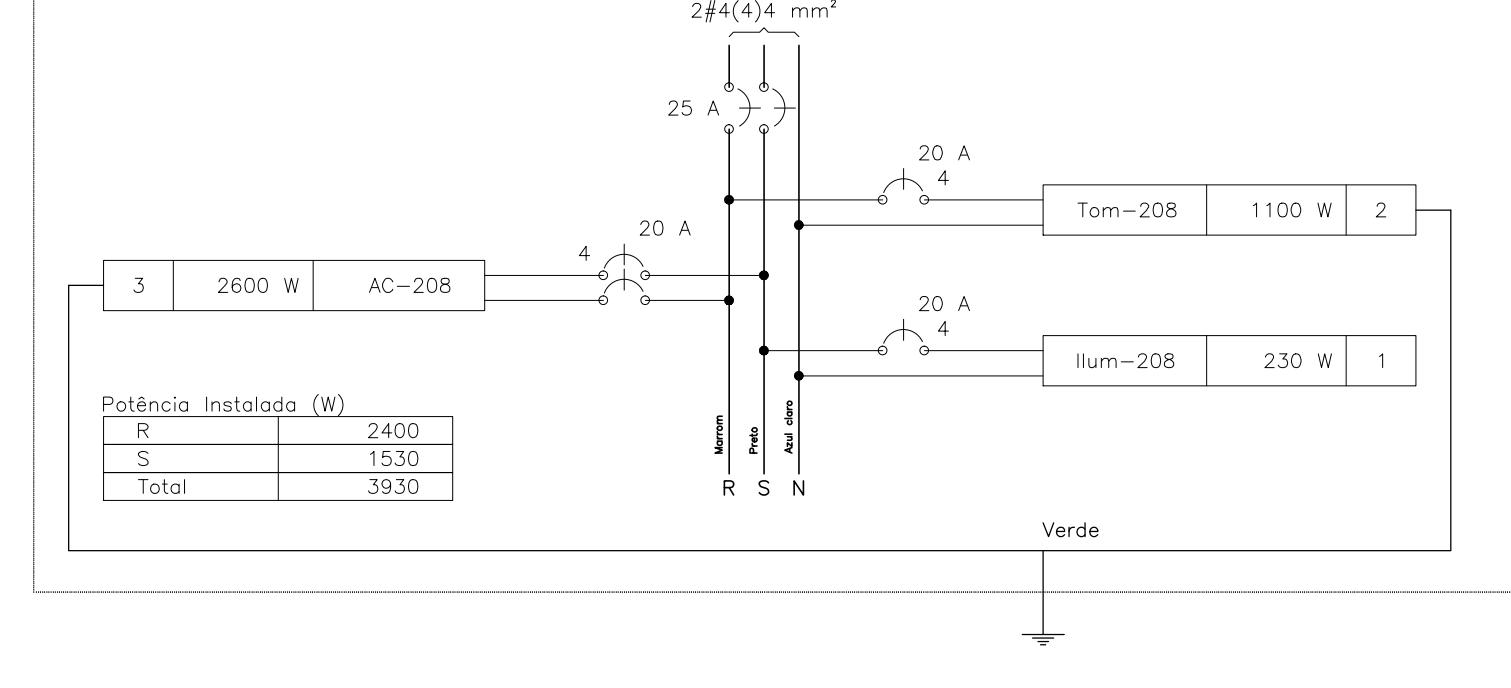 2#4(4)4 mm²
25 A
20 A
4
Tom-208 1100 W 2
20 A
4
3 2600 W AC-208
20 A
4
Ilum-208 230 W 1
Potência Instalada (W)
R 2400
S 1530
Total 3930
Marrom
Preto
Azul claro
R S N
Verde